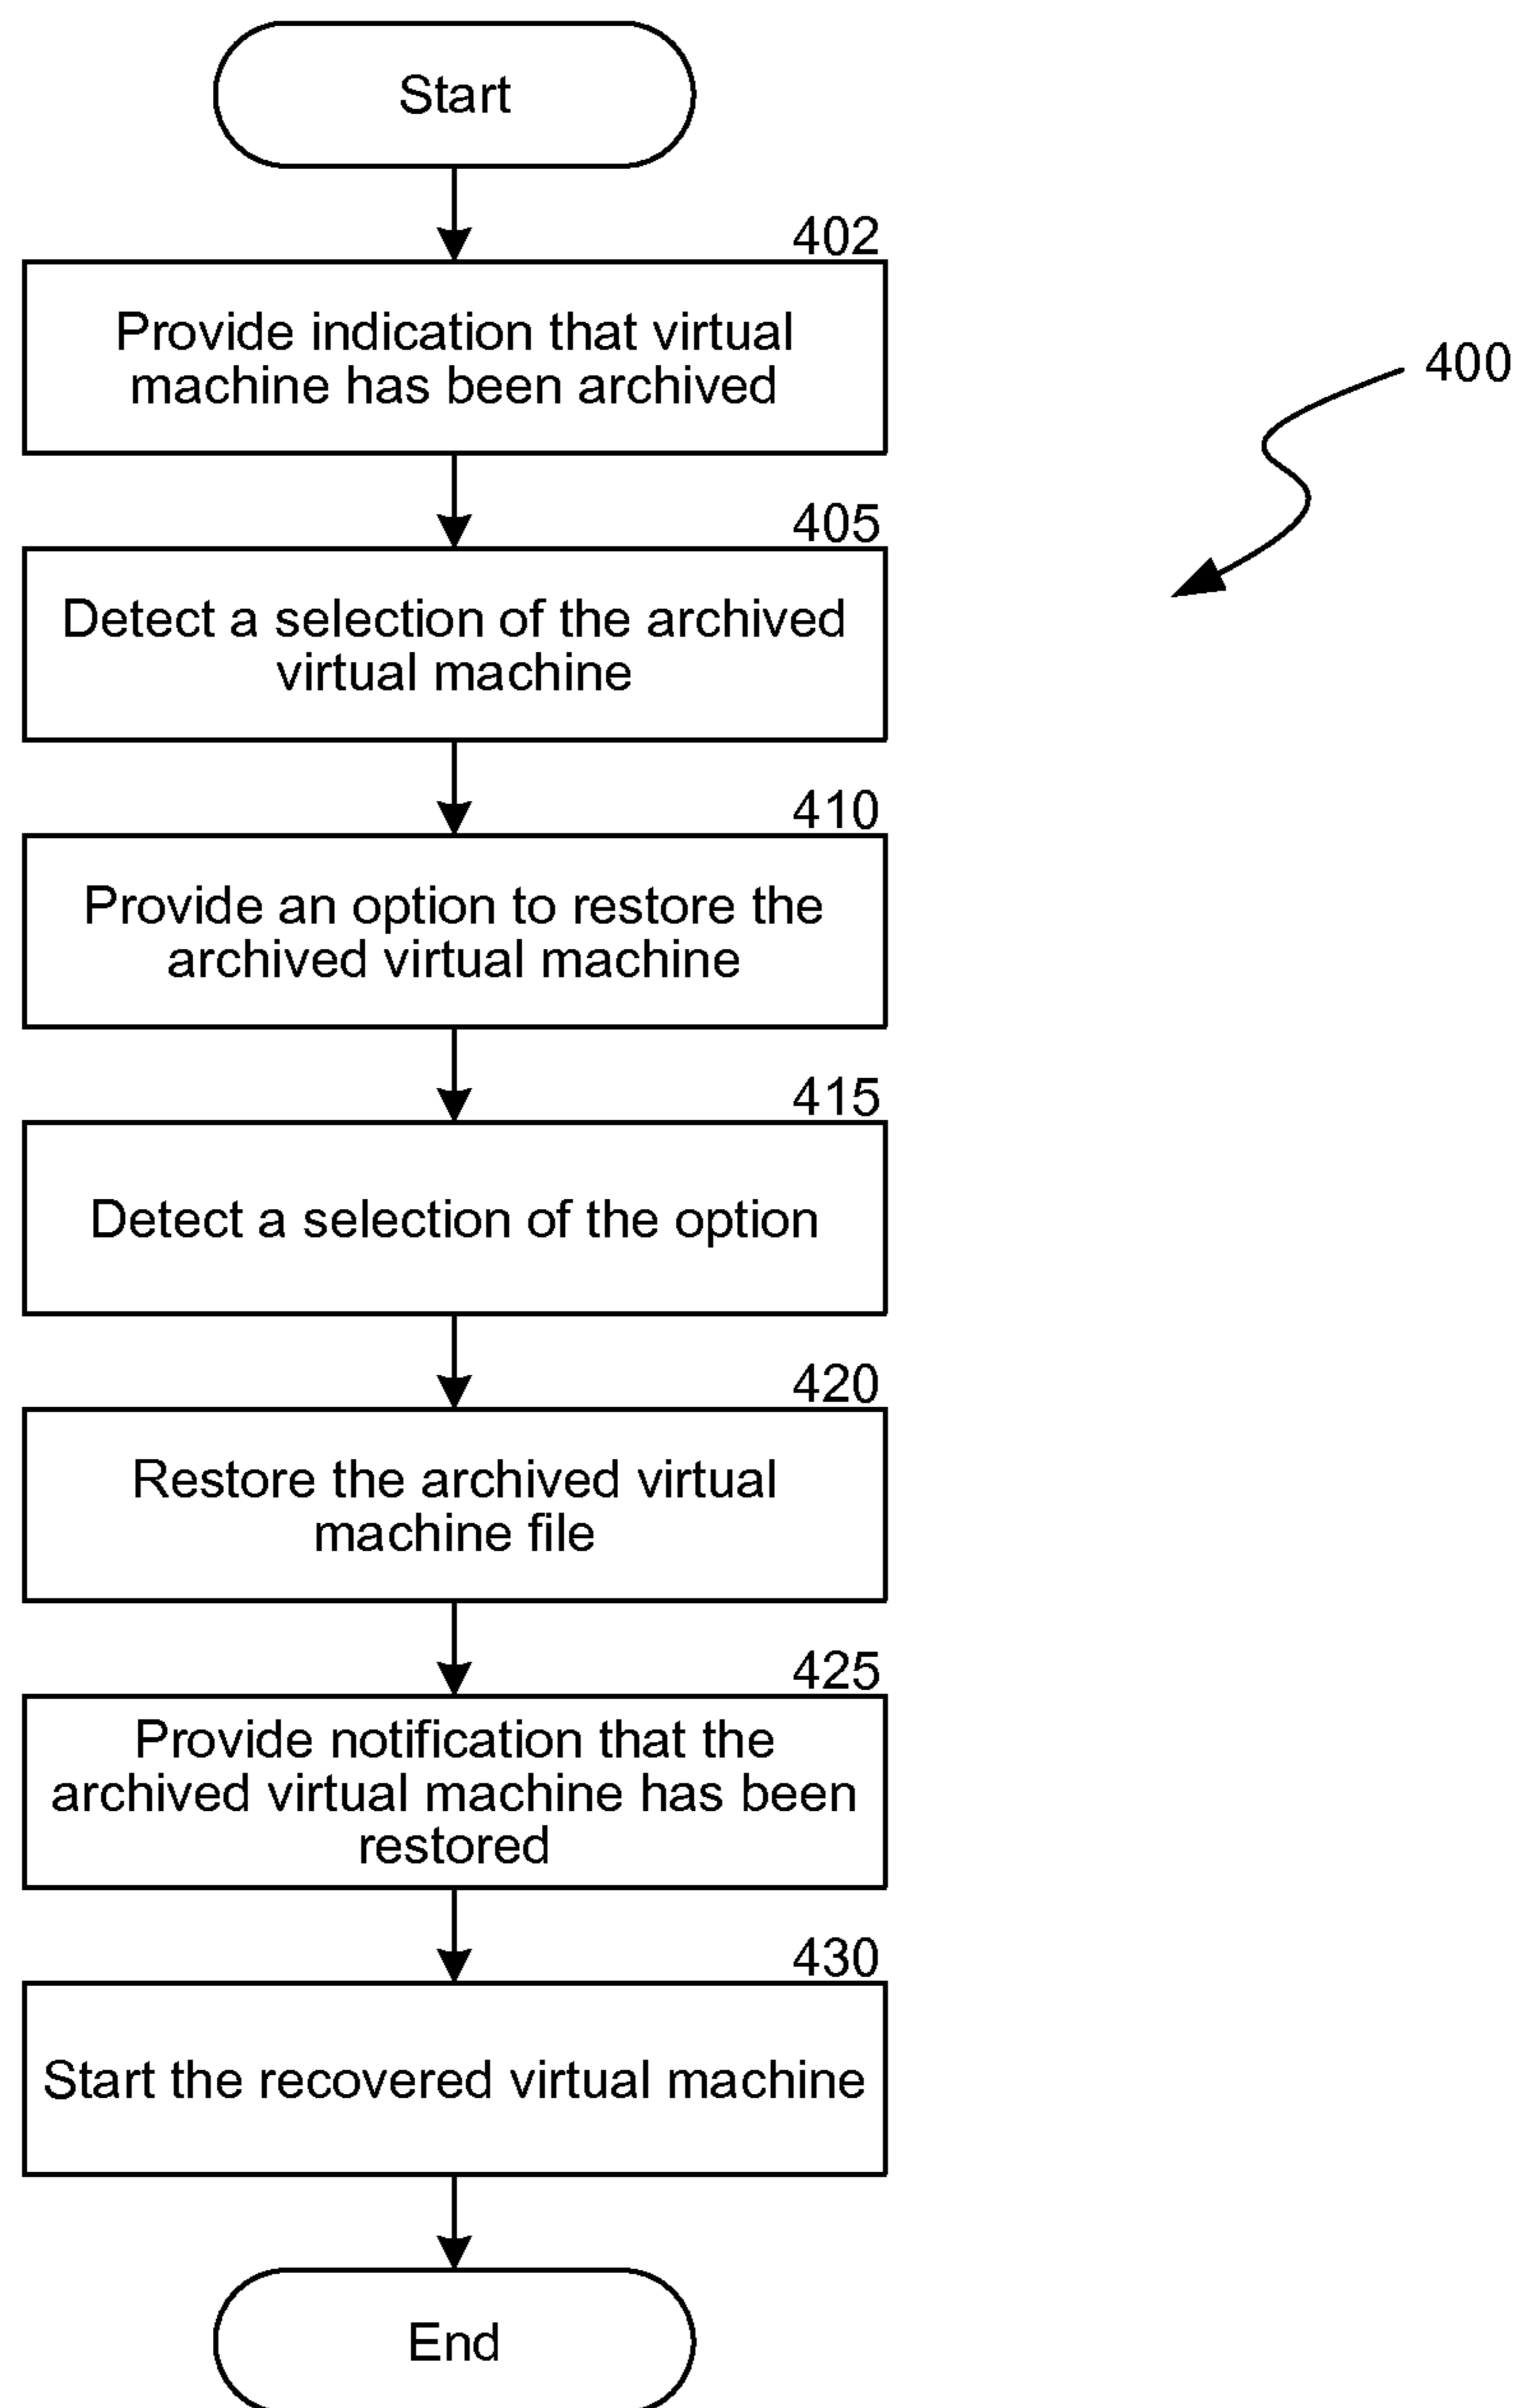 Start
402
Provide indication that virtual
machine has been archived
400
405
Detect a selection of the archived
virtual machine
410
Provide an option to restore the
archived virtual machine
415
Detect a selection of the option
420
Restore the archived virtual
machine file
425
Provide notification that the
archived virtual machine has been
restored
430
Start the recovered virtual machine
End